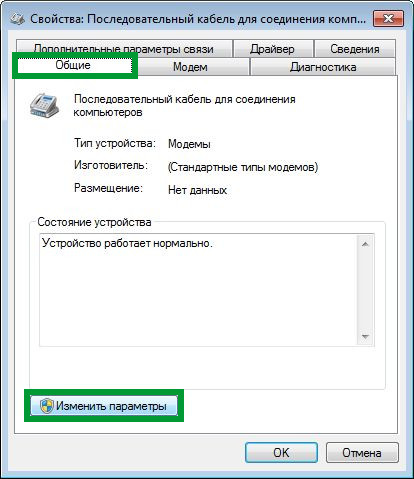 Свойства: Последовательный кабель для соединения комп...
Дополнительные параметры связи Драйвер Сведения
Общие Модем Диагностика
Последовательный кабель для соединения
компьютеров
Тип устройства: Модемы
Изготовитель: (Стандартные типы модемов)
Размещение: Нет данных
Состояние устройства
Устройство работает нормально.
Изменить параметры
OK Отмена